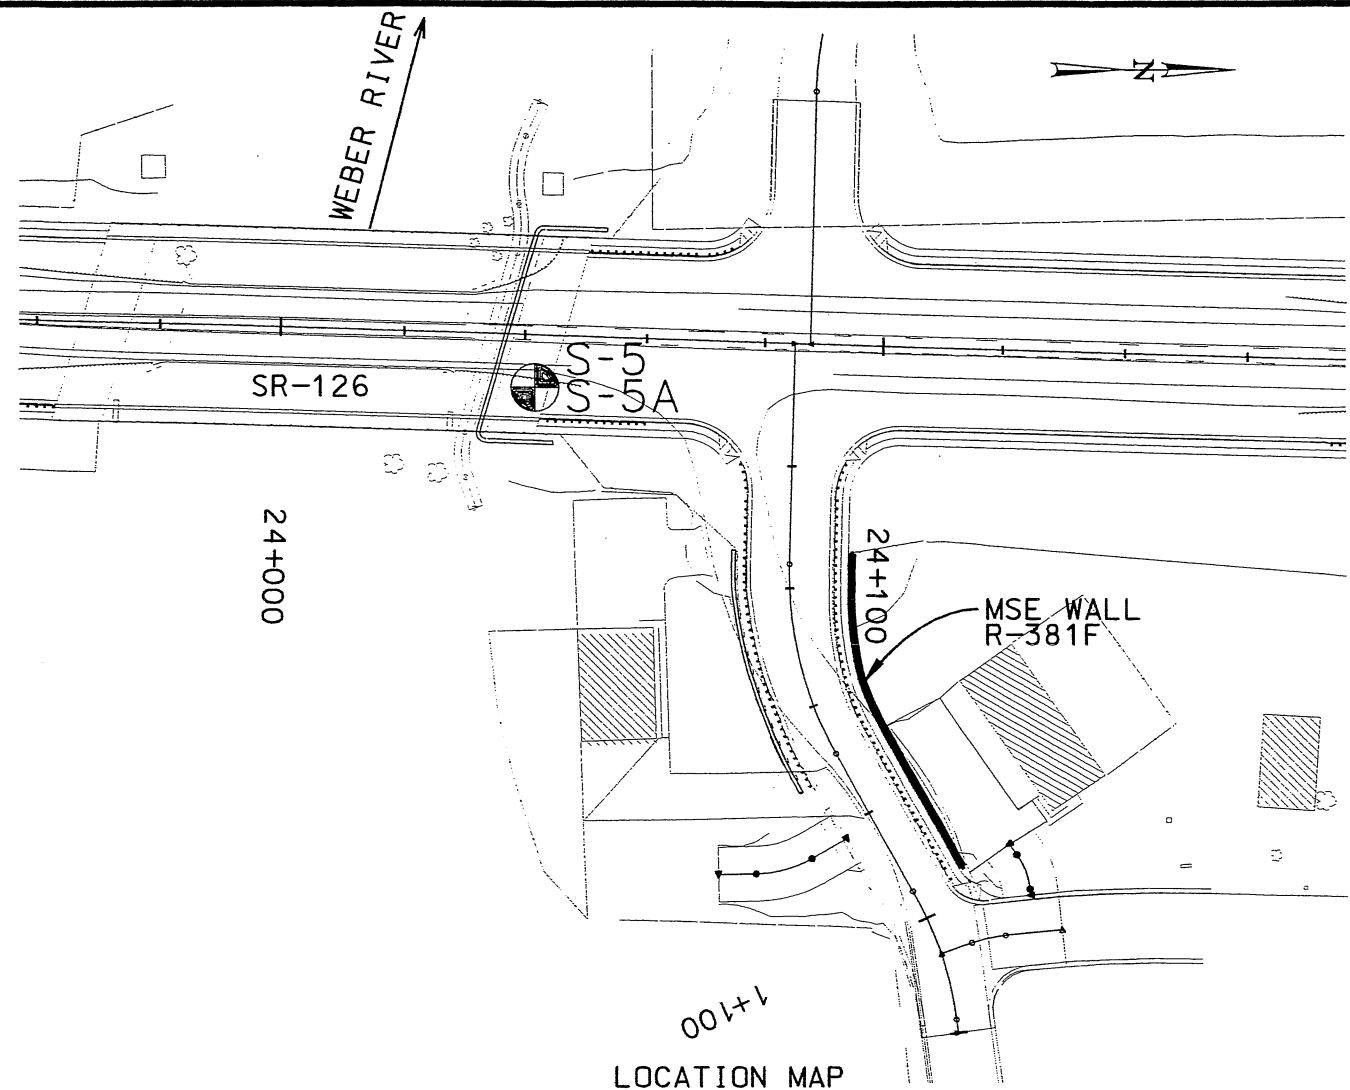 WEBER RIVER
N
S-5
S-5A
SR-126
24+000
24+100
MSE WALL
R-381F
1+100
LOCATION MAP